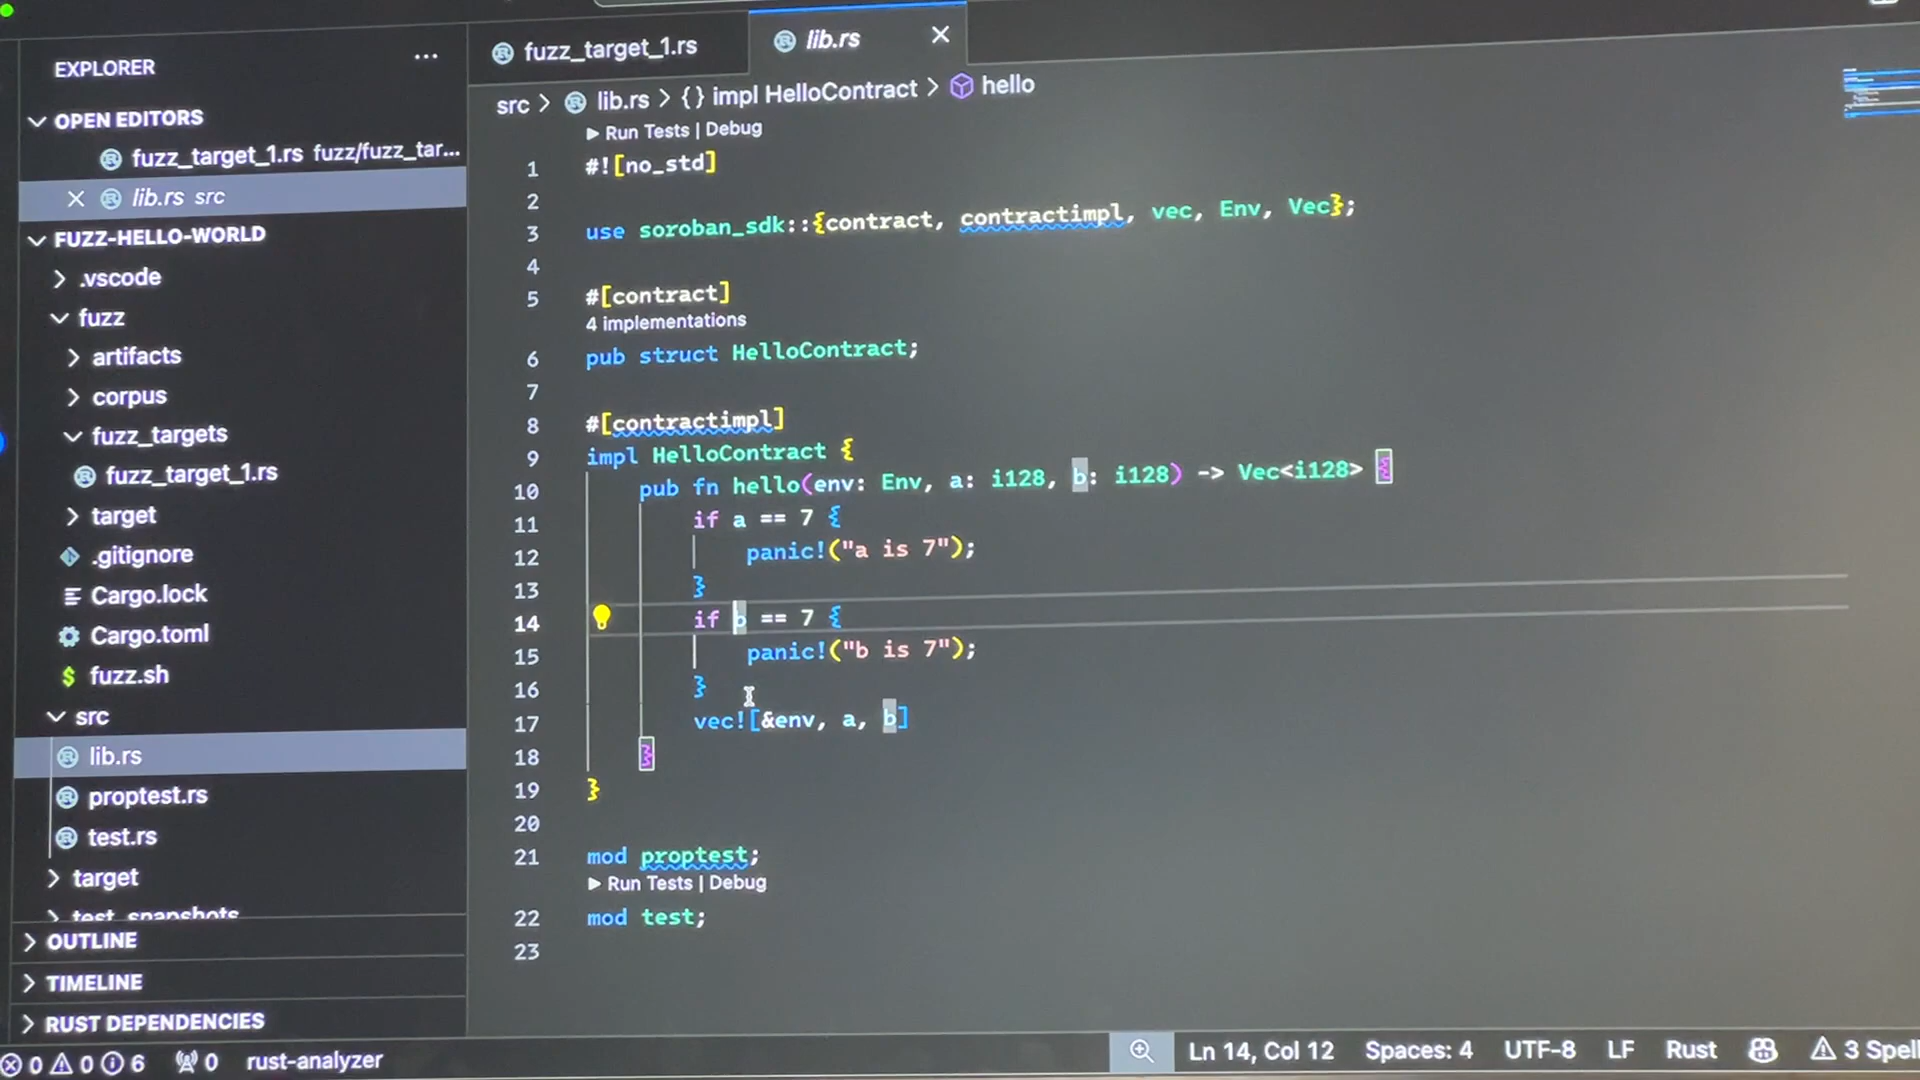 EXPLORER
OPEN EDITORS
fuzz_target_1.rs fuzz/fuzz_tar...
lib.rs src
FUZZ-HELLO-WORLD
.vscode
fuzz
artifacts
corpus
fuzz_targets
fuzz_target_1.rs
target
.gitignore
Cargo.lock
Cargo.toml
fuzz.sh
src
lib.rs
proptest.rs
test.rs
target
test_snapshots
OUTLINE
TIMELINE
RUST DEPENDENCIES
fuzz_target_1.rs
lib.rs
src > lib.rs > {} impl HelloContract > hello
Run Tests | Debug
1 #![no_std]
2
3 use soroban_sdk::{contract, contractimpl, vec, Env, Vec};
4
5 #[contract]
4 implementations
6 pub struct HelloContract;
7
8 #[contractimpl]
9 impl HelloContract {
10 pub fn hello(env: Env, a: i128, b: i128) -> Vec<i128> {
11 if a == 7 {
12 panic!("a is 7");
13 }
14 if b == 7 {
15 panic!("b is 7");
16 }
17 vec![&env, a, b]
18 }
19 }
20
21 mod proptest;
Run Tests | Debug
22 mod test;
23
0 0 6 0 rust-analyzer Ln 14, Col 12 Spaces: 4 UTF-8 LF Rust 3 Spell